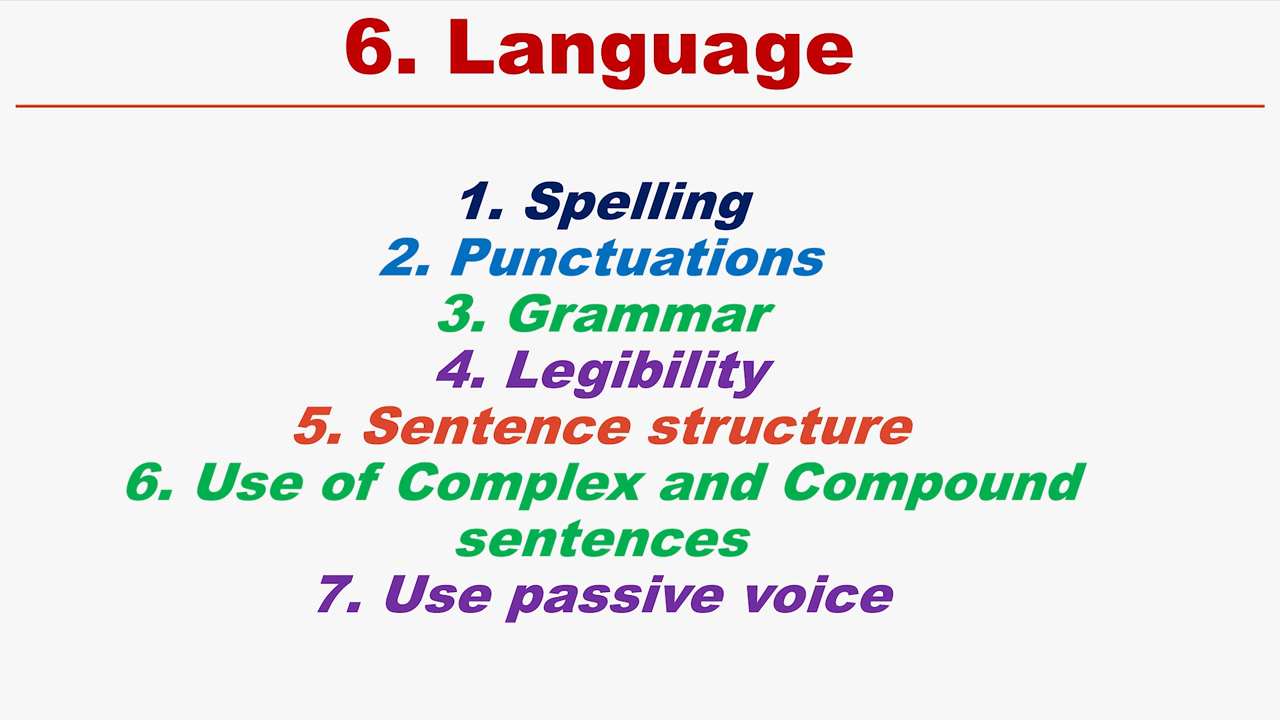 6. Language
1. Spelling
2. Punctuations
3. Grammar
4. Legibility
5. Sentence structure
6. Use of Complex and Compound
sentences
7. Use passive voice